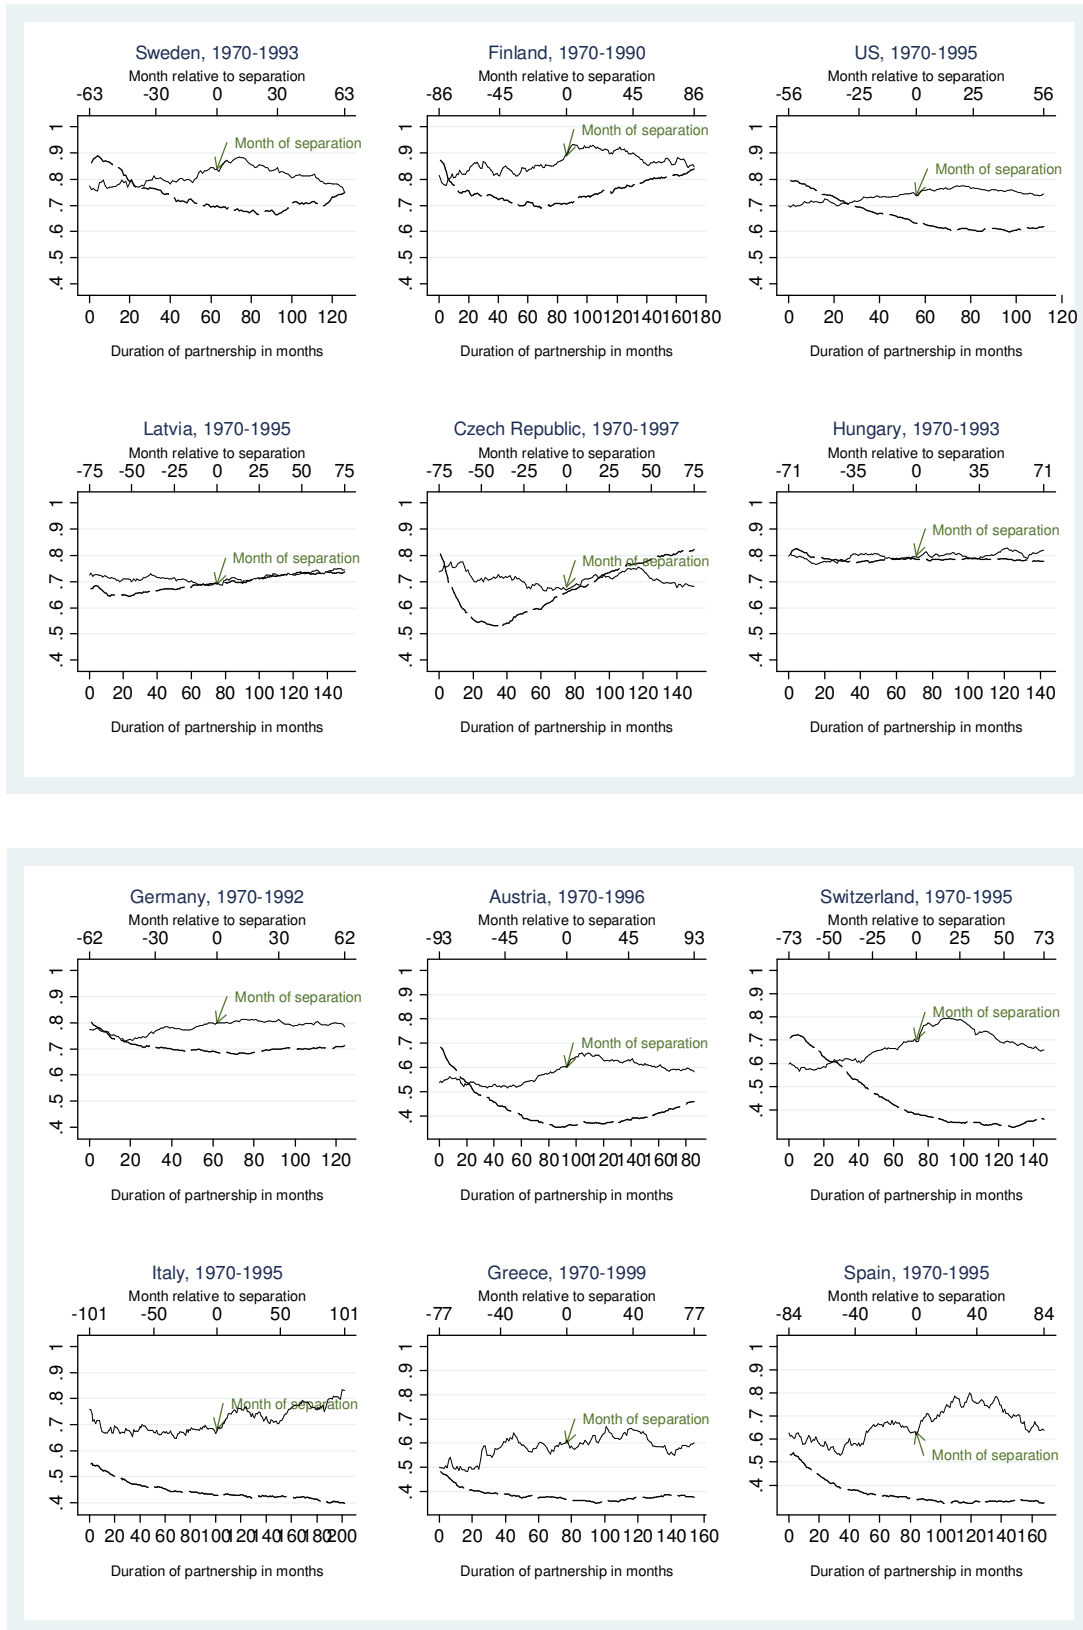 Sweden, 1970-1993
Month relative to separation
-63 -30 0 30 63
Month of separation
1
.9
.8
.7
.6
.5
.4
0 20 40 60 80 100 120
Duration of partnership in months
Finland, 1970-1990
Month relative to separation
-86 -45 0 45 86
Month of separation
1
.9
.8
.7
.6
.5
.4
0 20 40 60 80 100 120 140 160 180
Duration of partnership in months
US, 1970-1995
Month relative to separation
-56 -25 0 25 56
Month of separation
1
.9
.8
.7
.6
.5
.4
0 20 40 60 80 100 120
Duration of partnership in months
Latvia, 1970-1995
Month relative to separation
-75 -50 -25 0 25 50 75
Month of separation
1
.9
.8
.7
.6
.5
.4
0 20 40 60 80 100 120 140
Duration of partnership in months
Czech Republic, 1970-1997
Month relative to separation
-75 -50 0 50 75
Month of separation
1
.9
.8
.7
.6
.5
.4
0 20 40 60 80 100 120 140
Duration of partnership in months
Hungary, 1970-1993
Month relative to separation
-71 -35 0 35 71
Month of separation
1
.9
.8
.7
.6
.5
.4
0 20 40 60 80 100 120 140
Duration of partnership in months
Germany, 1970-1992
Month relative to separation
-62 -30 0 30 62
Month of separation
1
.9
.8
.7
.6
.5
.4
0 20 40 60 80 100 120
Duration of partnership in months
Austria, 1970-1996
Month relative to separation
-93 -45 0 45 93
Month of separation
1
.9
.8
.7
.6
.5
.4
0 20 40 60 80 100 120 140 160 180
Duration of partnership in months
Switzerland, 1970-1995
Month relative to separation
-73 -50 -25 0 25 50 73
Month of separation
1
.9
.8
.7
.6
.5
.4
0 20 40 60 80 100 120 140
Duration of partnership in months
Italy, 1970-1995
Month relative to separation
-101 -50 0 50 101
Month of separation
1
.9
.8
.7
.6
.5
.4
0 20 40 60 80 100 120 140 160 180 200
Duration of partnership in months
Greece, 1970-1999
Month relative to separation
-77 -40 0 40 77
Month of separation
1
.9
.8
.7
.6
.5
.4
0 20 40 60 80 100 120 140 160
Duration of partnership in months
Spain, 1970-1995
Month relative to separation
-84 -40 0 40 84
Month of separation
1
.9
.8
.7
.6
.5
.4
0 20 40 60 80 100 120 140 160
Duration of partnership in months